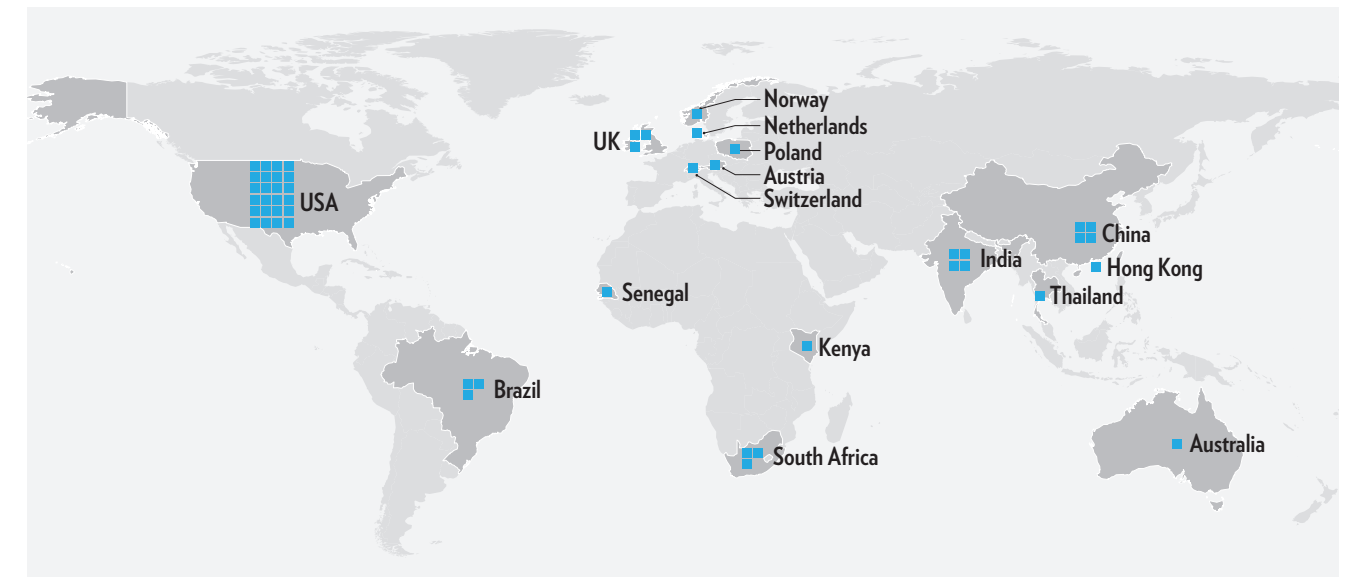 Norway
Netherlands
UK
Poland
Austria
Switzerland
USA
China
India
Hong Kong
Senegal
Thailand
Kenya
Brazil
Australia
South Africa